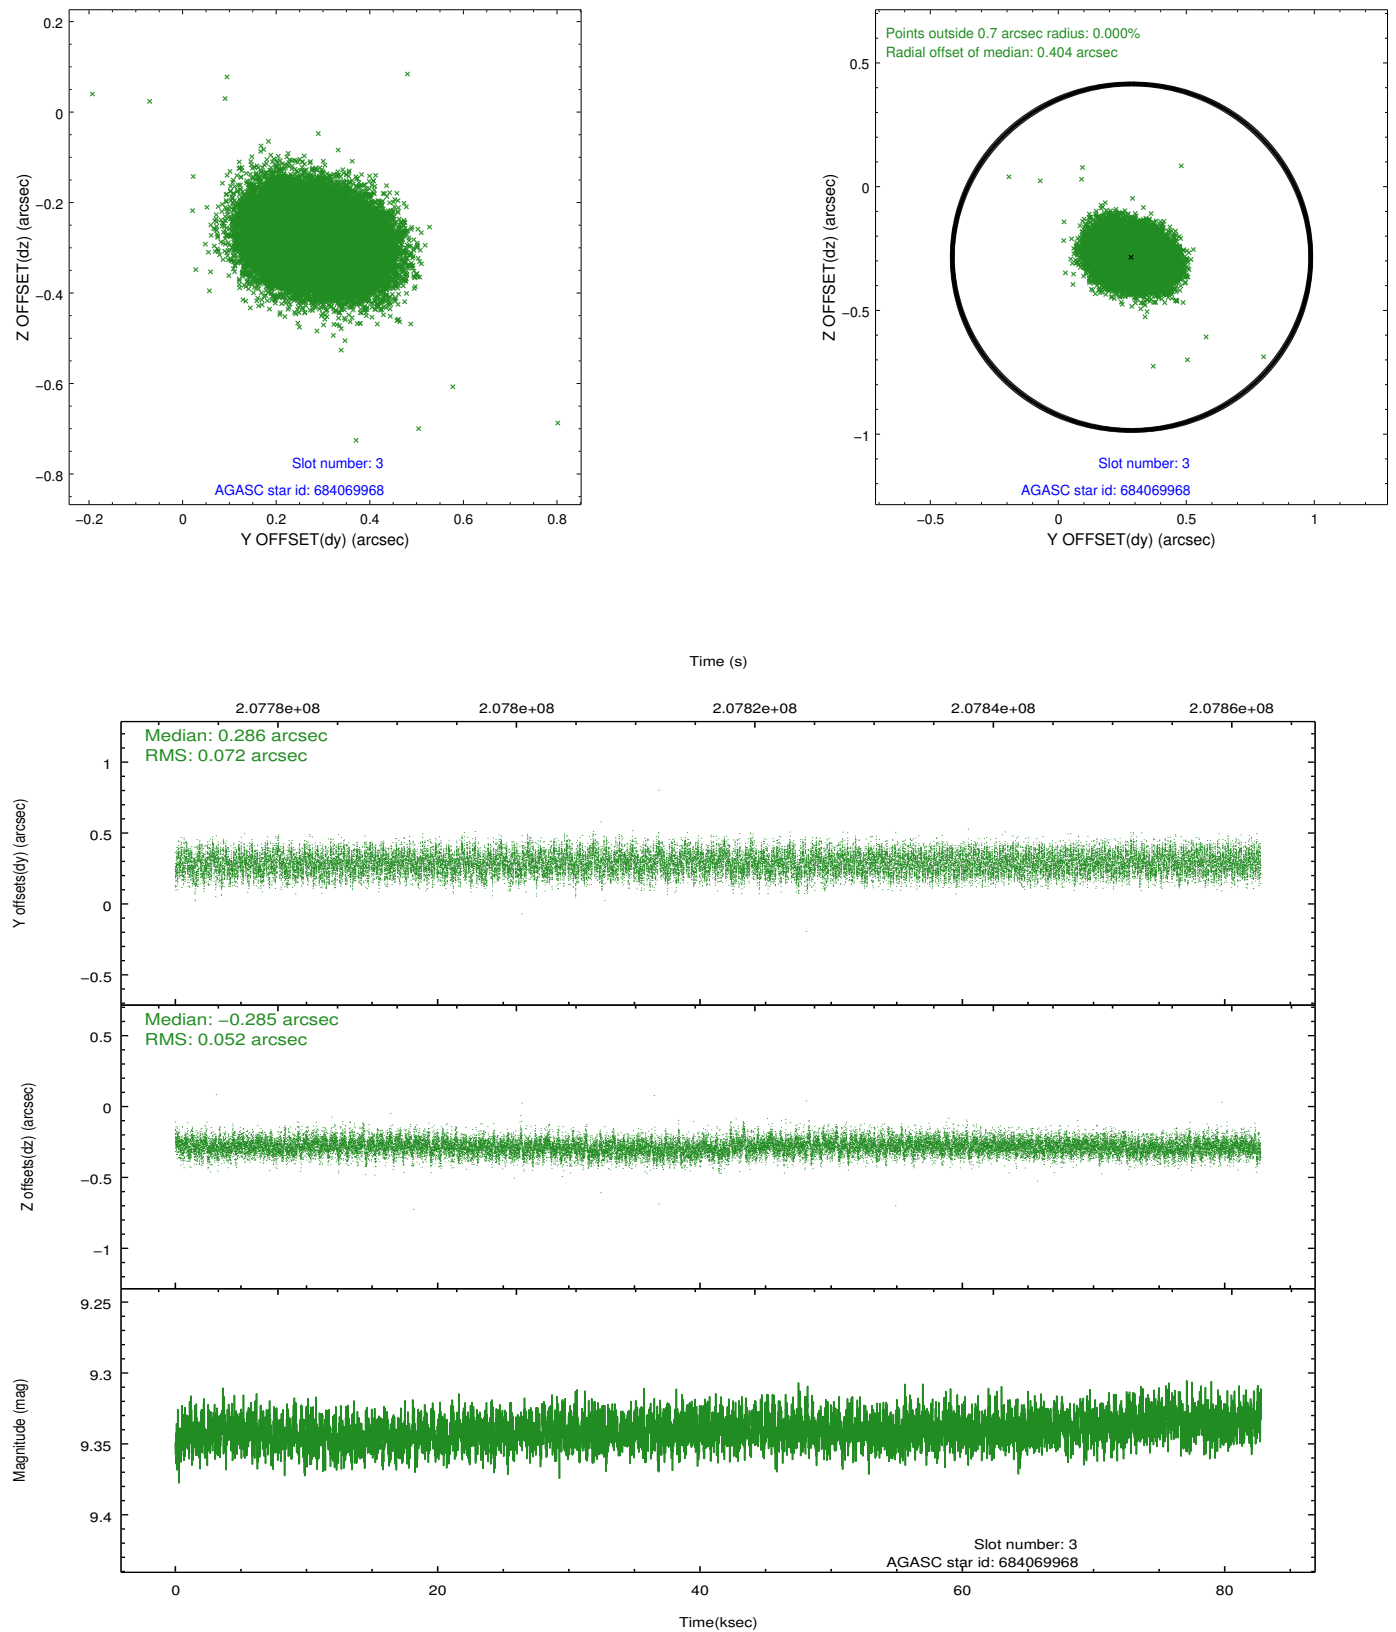 0.2
0
−0.2
−0.4
−0.6
−0.8
Z OFFSET(dz) (arcsec)
Slot number: 3
AGASC star id: 684069968
−0.2 0 0.2 0.4 0.6 0.8
Y OFFSET(dy) (arcsec)
Points outside 0.7 arcsec radius: 0.000%
Radial offset of median: 0.404 arcsec
0.5
0
−0.5
−1
Z OFFSET(dz) (arcsec)
Slot number: 3
AGASC star id: 684069968
−0.5 0 0.5 1
Y OFFSET(dy) (arcsec)
Time (s)
2.0778e+08 2.078e+08 2.0782e+08 2.0784e+08 2.0786e+08
Median: 0.286 arcsec
RMS: 0.072 arcsec
1
0.5
0
−0.5
Y offsets(dy) (arcsec)
Median: −0.285 arcsec
RMS: 0.052 arcsec
0.5
0
−0.5
−1
Z offsets(dz) (arcsec)
9.25
9.3
9.35
9.4
Magnitude (mag)
Slot number: 3
AGASC star id: 684069968
0 20 40 60 80
Time(ksec)